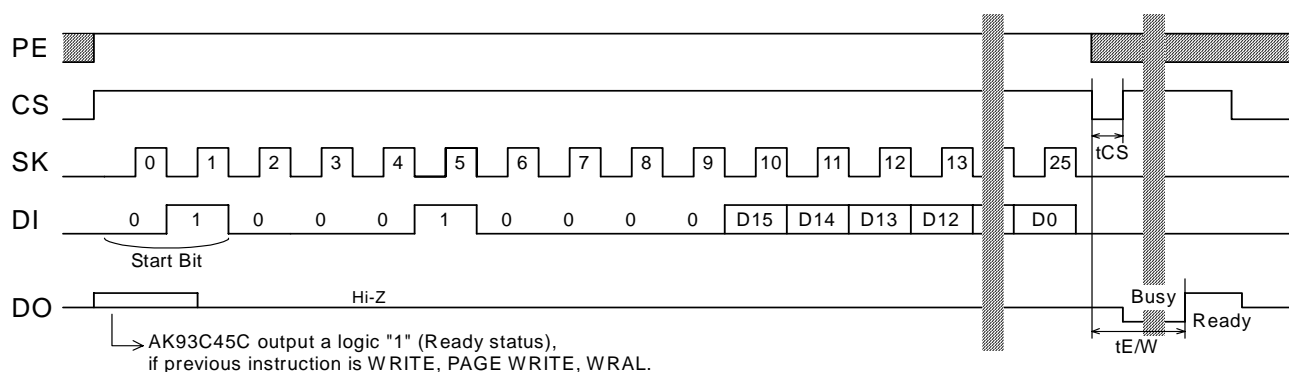 PE
CS
tCS
SK 0 1 2 3 4 5 6 7 8 9 10 11 12 13 25
DI 0 1 0 0 0 1 0 0 0 0 D15 D14 D13 D12 D0
Start Bit
DO Hi-Z Busy Ready
tE/W
AK93C45C output a logic "1" (Ready status),
if previous instruction is WRITE, PAGE WRITE, WRAL.